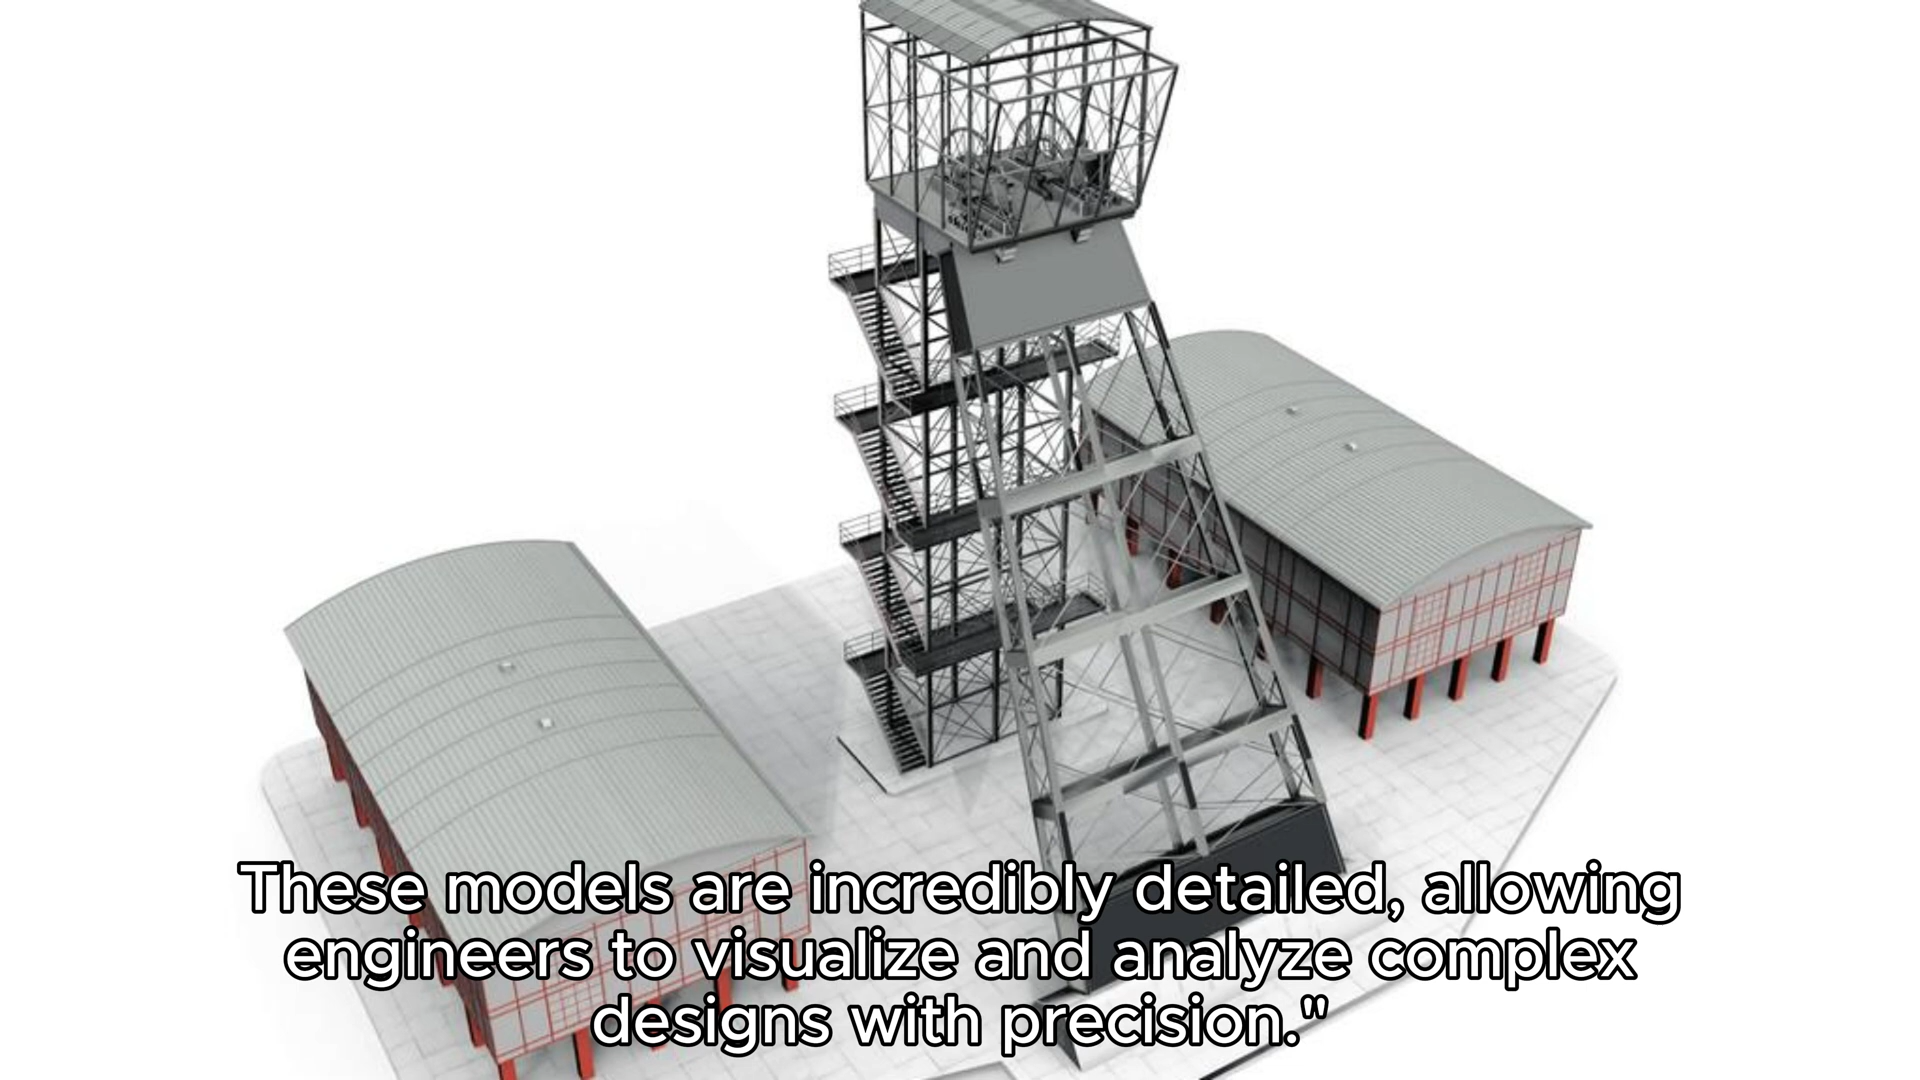 These models are incredibly detailed, allowing
engineers to visualize and analyze complex
designs with precision."